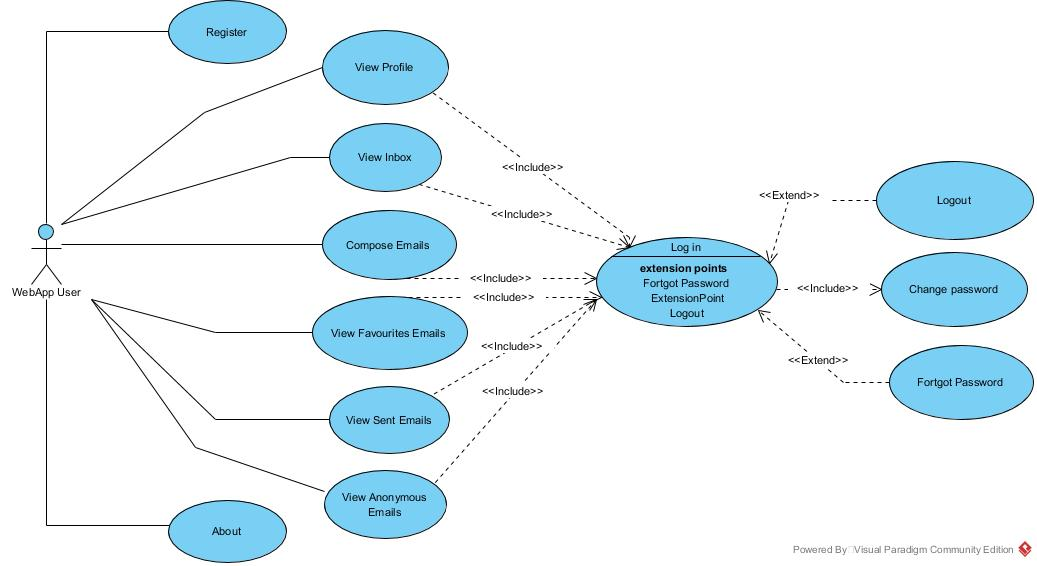 Register
View Profile
<<Include>>
View Inbox
<<Extend>>
Logout
<<Include>>
Compose Emails
Log in
extension points
Fortgot Password
ExtensionPoint
Logout
<<Include>>
<<Include>>
<<Include>>
Change password
WebApp User
View Favourites Emails
<<Include>>
<<Extend>>
Fortgot Password
<<Include>>
View Sent Emails
View Anonymous
Emails
About
Powered By Visual Paradigm Community Edition